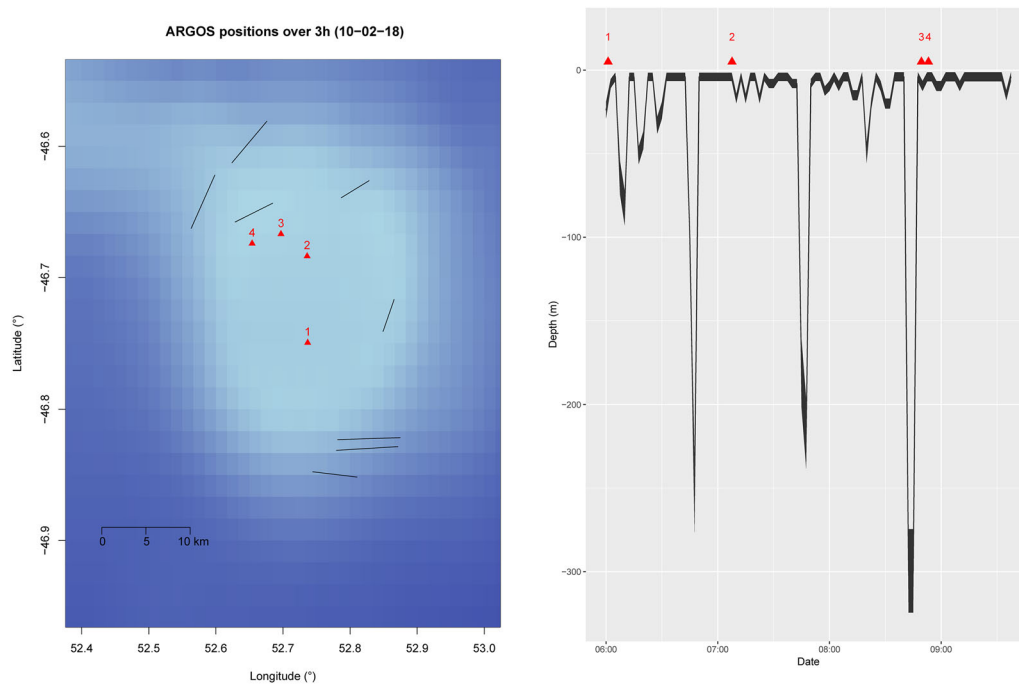 ARGOS positions over 3h (10−02−18)
−46.6
−46.7
−46.8
−46.9
Latitude (°)
4
3
2
1
0 5 10 km
52.4 52.5 52.6 52.7 52.8 52.9 53.0
Longitude (°)
1 2 3 4
0
−100
−200
−300
Depth (m)
06:00 07:00 08:00 09:00
Date